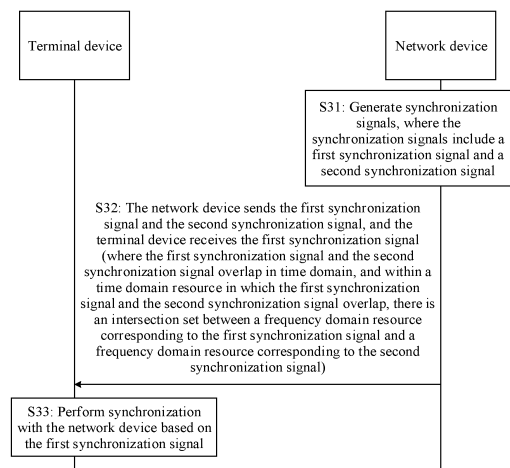 Terminal device
Network device
S31: Generate synchronization
signals, where the
synchronization signals include a
first synchronization signal and a
second synchronization signal
S32: The network device sends the first synchronization
signal and the second synchronization signal, and the
terminal device receives the first synchronization signal
(where the first synchronization signal and the second
synchronization signal overlap in time domain, and within a
time domain resource in which the first synchronization
signal and the second synchronization signal overlap, there is
an intersection set between a frequency domain resource
corresponding to the first synchronization signal and a
frequency domain resource corresponding to the second
synchronization signal)
S33: Perform synchronization
with the network device based on
the first synchronization signal